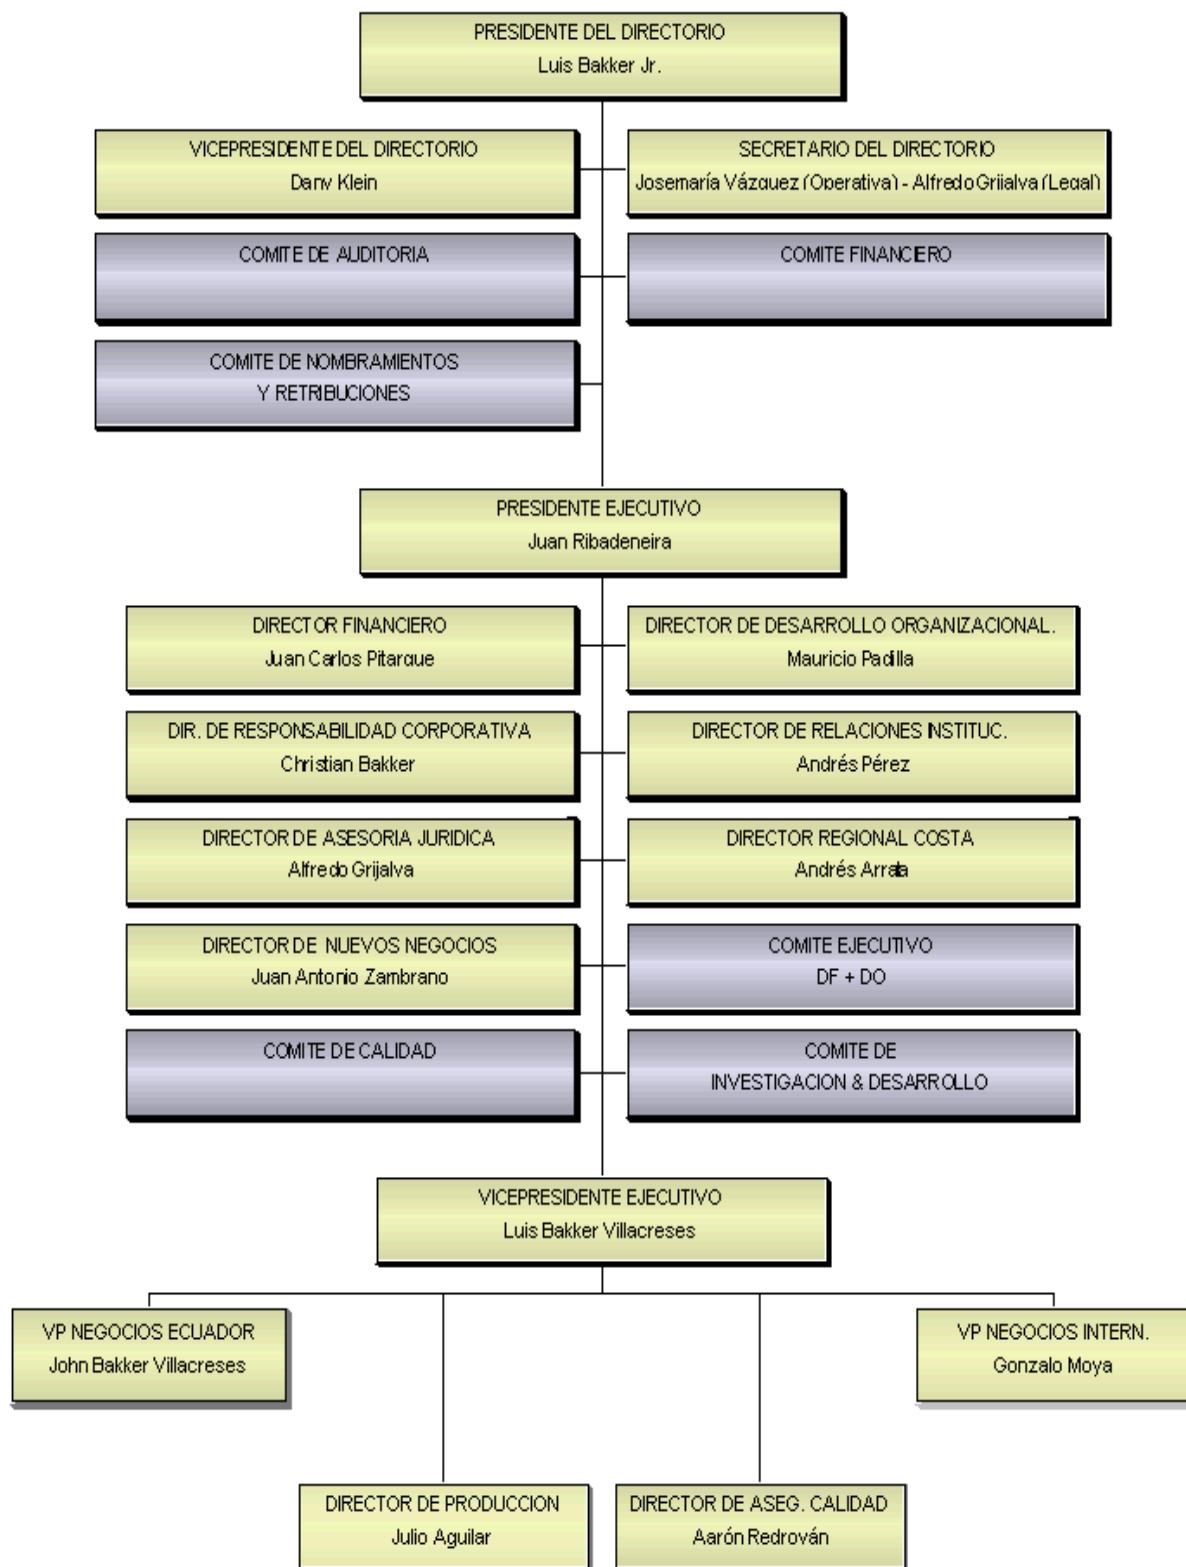 PRESIDENTE DEL DIRECTORIO
Luis Bakker Jr.
VICEPRESIDENTE DEL DIRECTORIO
Dany Klein
SECRETARIO DEL DIRECTORIO
Josemaría Vázquez (Operativa) - Alfredo Grijalva (Legal)
COMITE DE AUDITORIA
COMITE FINANCIERO
COMITE DE NOMBRAMIENTOS
Y RETRIBUCIONES
PRESIDENTE EJECUTIVO
Juan Ribadeneira
DIRECTOR FINANCIERO
Juan Carlos Pitarque
DIRECTOR DE DESARROLLO ORGANIZACIONAL.
Mauricio Padilla
DIR. DE RESPONSABILIDAD CORPORATIVA
Christian Bakker
DIRECTOR DE RELACIONES INSTITUC.
Andrés Pérez
DIRECTOR DE ASESORIA JURIDICA
Alfredo Grijalva
DIRECTOR REGIONAL COSTA
Andrés Arrata
DIRECTOR DE NUEVOS NEGOCIOS
Juan Antonio Zambrano
COMITE EJECUTIVO
DF + DO
COMITE DE CALIDAD
COMITE DE
INVESTIGACION & DESARROLLO
VICEPRESIDENTE EJECUTIVO
Luis Bakker Villacreses
VP NEGOCIOS ECUADOR
John Bakker Villacreses
VP NEGOCIOS INTERN.
Gonzalo Moya
DIRECTOR DE PRODUCCION
Julio Aguilar
DIRECTOR DE ASEG. CALIDAD
Aarón Redrován